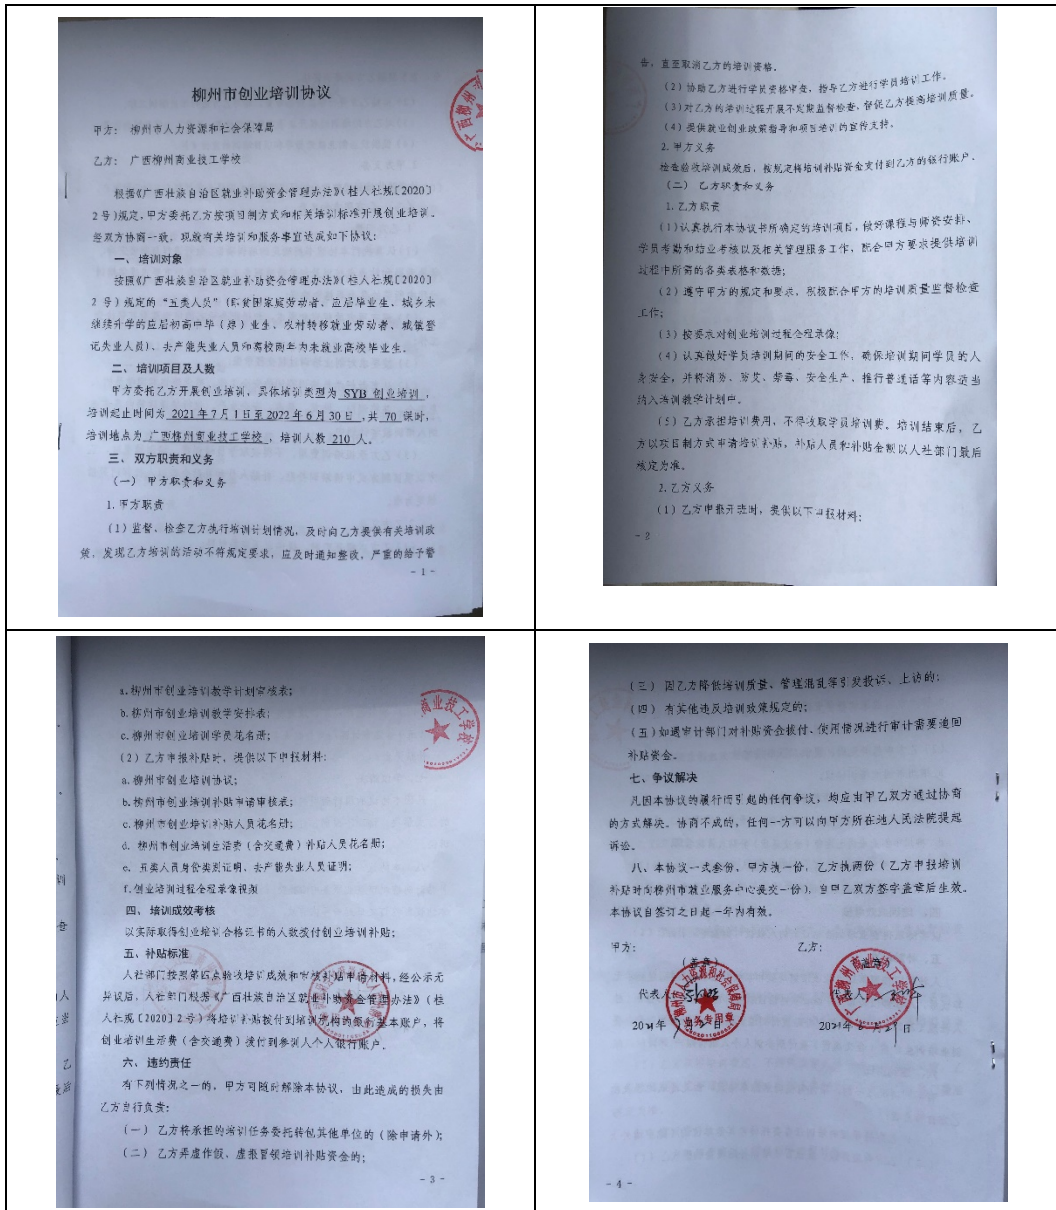 柳州市创业培训协议
甲方： 柳州市人力资源和社会保障局
乙方： 广西柳州商业技工学校
根据《广西壮族自治区就业补助资金管理办法》（桂人社规〔2020〕
2号）规定，甲方委托乙方按项目制方式和相关培训标准开展创业培训。
经双方协商一致，现就有关培训和服务事宜达成如下协议：
一、 培训对象
按照《广西壮族自治区就业补助资金管理办法》（桂人社规〔2020〕
2号）规定的“五类人员”（即贫困家庭劳动者、应届毕业生、城乡未
继续升学的应届初高中毕（肄）业生、农村转移就业劳动者、城镇登
记失业人员）、去产能失业人员和离校两年内未就业高校毕业生。
二、 培训项目及人数
甲方委托乙方开展创业培训，具体培训类型为 SYB 创业培训，
培训起止时间为 2021年7月1日至2022年6月30日，共 70 课时，
培训地点为 广西柳州商业技工学校，培训人数 210 人。
三、 双方职责和义务
（一） 甲方职责和义务
1.甲方职责
（1）监督、检查乙方执行培训计划情况，及时向乙方提供有关培训政
策，发现乙方培训的活动不符规定要求，应及时通知整改，严重的给予警
- 1 -
告，直至取消乙方的培训资格。
（2）协助乙方进行学员资格审查，指导乙方进行学员培训工作。
（3）对乙方的培训过程开展不定期监督检查，督促乙方提高培训质量。
（4）提供就业创业政策指导和项目培训的宣传支持。
2.甲方义务
检查验收培训成效后，按规定将培训补贴资金支付到乙方的银行账户。
（二） 乙方职责和义务
1.乙方职责
（1）认真执行本协议书所确定的培训项目，做好课程与师资安排、
学员考勤和结业考核以及相关管理服务工作，配合甲方要求提供培训
过程中所需的各类表格和数据；
（2）遵守甲方的规定和要求，积极配合甲方的培训质量监督检查
工作；
（3）按要求对创业培训过程全程录像；
（4）认真做好学员培训期间的安全工作，确保培训期间学员的人
身安全，并将消防、防艾、禁毒、安全生产、推行普通话等内容适当
纳入培训教学计划中。
（5）乙方承担培训费用，不得收取学员培训费。培训结束后，乙
方以项目制方式申请培训补贴，补贴人员和补贴金额以人社部门最后
核定为准。
2.乙方义务
（1）乙方申报开班时，提供以下申报材料：
- 2
a.柳州市创业培训教学计划审核表；
b.柳州市创业培训教学安排表；
c.柳州市创业培训学员花名册；
（2）乙方申报补贴时，提供以下申报材料：
a.柳州市创业培训协议；
b.柳州市创业培训补贴申请审核表；
c.柳州市创业培训补贴人员花名册；
d. 柳州市创业培训生活费（含交通费）补贴人员花名册；
e. 五类人员身份类别证明、去产能失业人员证明；
f.创业培训过程全程录像视频
四、 培训成效考核
以实际取得创业培训合格证书的人数拨付创业培训补贴；
五、 补贴标准
人社部门按照第四点验收培训成效和审核补贴申请材料，经公示无
异议后，人社部门根据《广西壮族自治区就业补助资金管理办法》（桂
人社规〔2020〕2号）将培训补贴拨付到培训机构的银行基本账户，将
创业培训生活费（含交通费）拨付到参训人个人银行账户。
六、 违约责任
有下列情况之一的，甲方可随时解除本协议，由此造成的损失由
乙方自行负责：
（一） 乙方将承担的培训任务委托转包其他单位的（除申请外）；
（二） 乙方弄虚作假、虚报冒领培训补贴资金的；
- 3 -
（三） 因乙方降低培训质量、管理混乱等引发投诉、上访的；
（四） 有其他违反培训政策规定的；
（五）如遇审计部门对补贴资金拨付、使用情况进行审计需要追回
补贴资金。
七、争议解决
凡因本协议的履行而引起的任何争议，均应由甲乙双方通过协商
的方式解决。协商不成的，任何一方可以向甲方所在地人民法院提起
诉讼。
八、本协议一式叁份，甲方执一份，乙方执两份（乙方申报培训
补贴时向柳州市就业服务中心提交一份），自甲乙双方签字盖章后生效。
本协议自签订之日起一年内有效。
甲方： 乙方：
（盖章）
代表人： 代表人：
2021年 月 日 2021年6月29日
柳州市人力资源和社会保障局
业务专用章
广西柳州商业技工学校